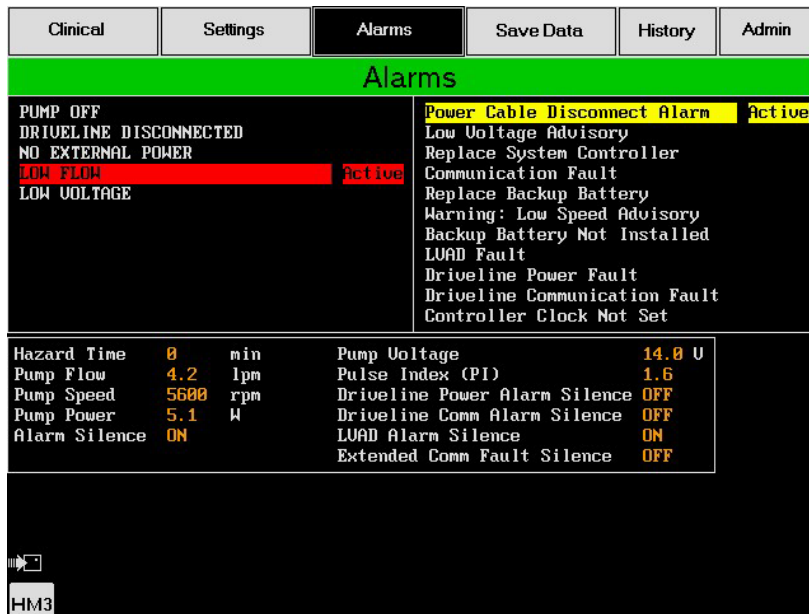 Clinical Settings Alarms Save Data History Admin
Alarms
PUMP OFF
DRIVELINE DISCONNECTED
NO EXTERNAL POWER
LOW FLOW Active
LOW VOLTAGE
Power Cable Disconnect Alarm Active
Low Voltage Advisory
Replace System Controller
Communication Fault
Replace Backup Battery
Warning: Low Speed Advisory
Backup Battery Not Installed
LVAD Fault
Driveline Power Fault
Driveline Communication Fault
Controller Clock Not Set
Hazard Time 0 min
Pump Flow 4.2 lpm
Pump Speed 5600 rpm
Pump Power 5.1 W
Alarm Silence ON
Pump Voltage 14.0 V
Pulse Index (PI) 1.6
Driveline Power Alarm Silence OFF
Driveline Comm Alarm Silence OFF
LVAD Alarm Silence ON
Extended Comm Fault Silence OFF
HM3